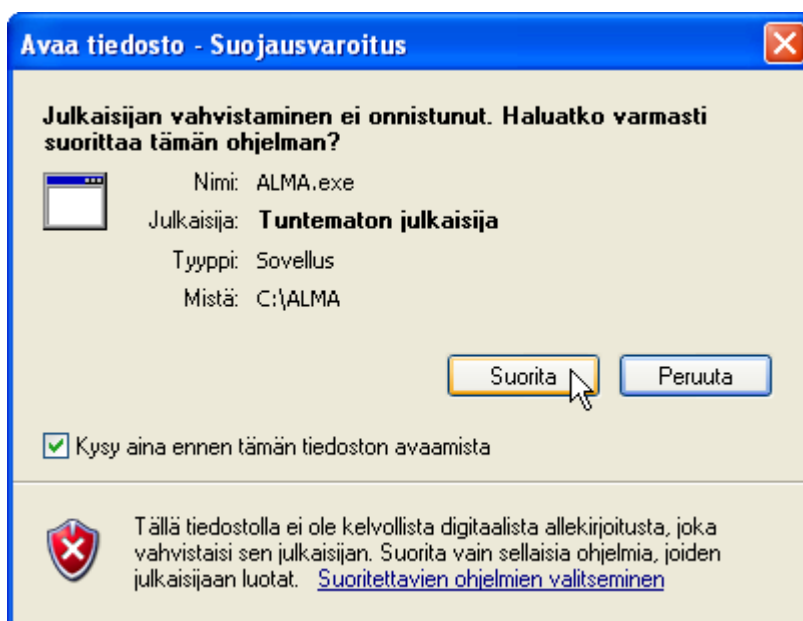 Avaa tiedosto - Suojausvaroitus
Julkaisijan vahvistaminen ei onnistunut. Haluatko varmasti
suorittaa tämän ohjelman?
Nimi: ALMA.exe
Julkaisija: Tuntematon julkaisija
Tyyppi: Sovellus
Mistä: C:\ALMA
Suorita Peruuta
Kysy aina ennen tämän tiedoston avaamista
Tällä tiedostolla ei ole kelvollista digitaalista allekirjoitusta, joka
vahvistaisi sen julkaisijan. Suorita vain sellaisia ohjelmia, joiden
julkaisijaan luotat. Suoritettavien ohjelmien valitseminen